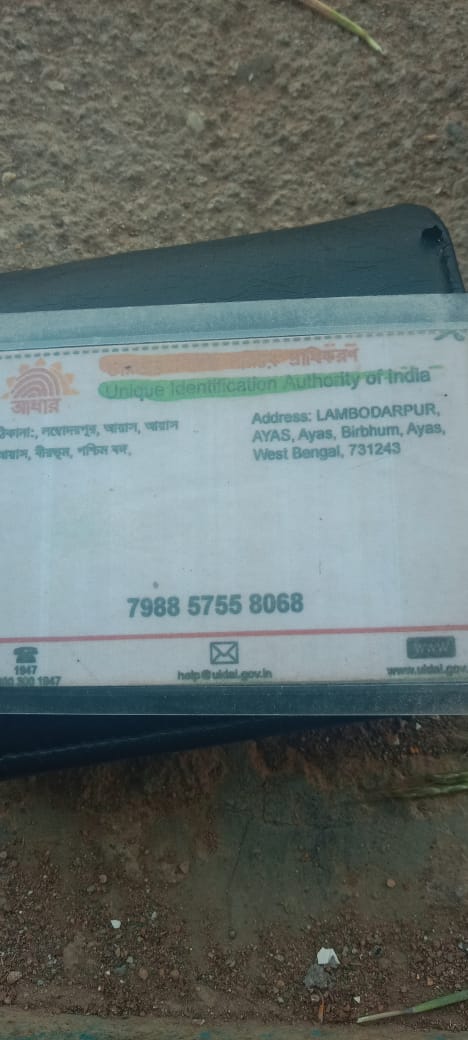 প্রাধিকরণ
Unique Identification Authority of India
আধার
ঠিকানা:, লম্বোদরপুর, আয়াস, আয়াস
আয়াস, বীরভূম, পশ্চিম বঙ্গ,
Address: LAMBODARPUR,
AYAS, Ayas, Birbhum, Ayas,
West Bengal, 731243
7988 5755 8068
1947
300 1947
help@uidai.gov.in
www
www.uidai.gov.